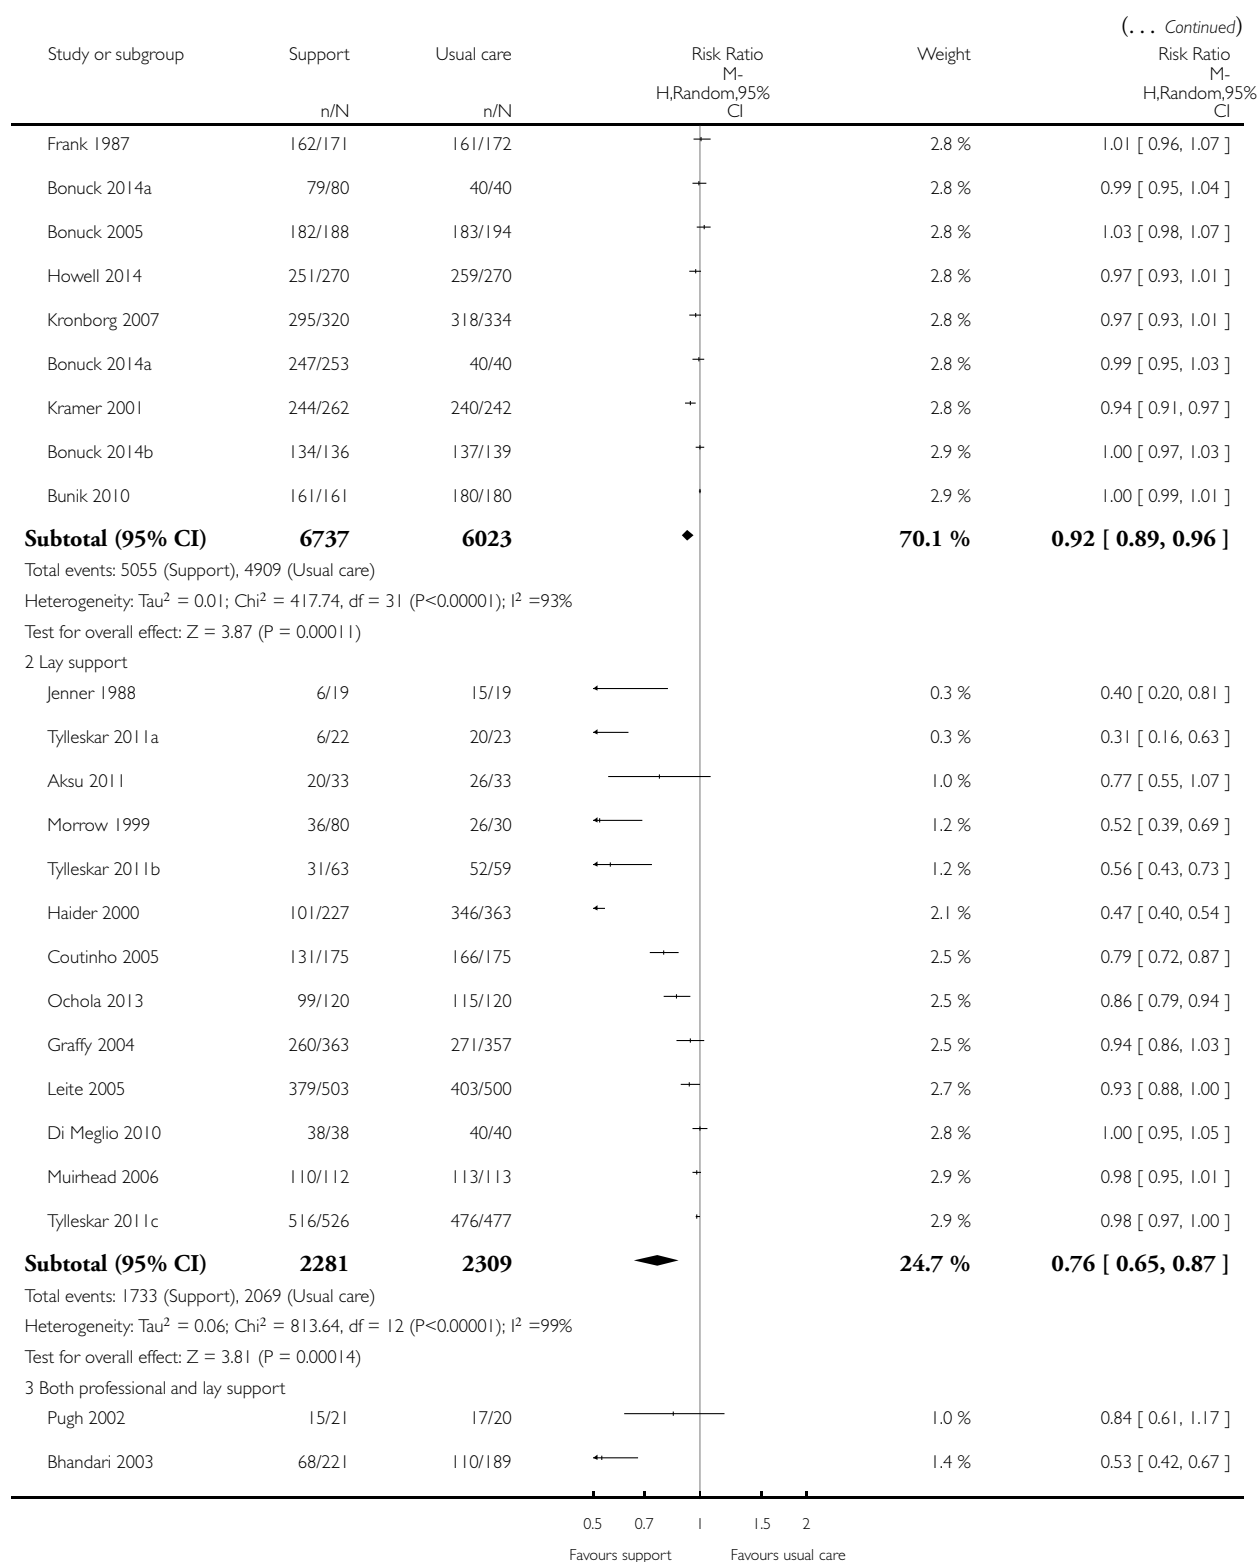 (... Continued)
Study or subgroup Support Usual care Risk Ratio Weight Risk Ratio
M- M-
H,Random,95% H,Random,95%
n/N n/N CI CI
Frank 1987 162/171 161/172 2.8 % 1.01 [ 0.96, 1.07 ]
Bonuck 2014a 79/80 40/40 2.8 % 0.99 [ 0.95, 1.04 ]
Bonuck 2005 182/188 183/194 2.8 % 1.03 [ 0.98, 1.07 ]
Howell 2014 251/270 259/270 2.8 % 0.97 [ 0.93, 1.01 ]
Kronborg 2007 295/320 318/334 2.8 % 0.97 [ 0.93, 1.01 ]
Bonuck 2014a 247/253 40/40 2.8 % 0.99 [ 0.95, 1.03 ]
Kramer 2001 244/262 240/242 2.8 % 0.94 [ 0.91, 0.97 ]
Bonuck 2014b 134/136 137/139 2.9 % 1.00 [ 0.97, 1.03 ]
Bunik 2010 161/161 180/180 2.9 % 1.00 [ 0.99, 1.01 ]
Subtotal (95% CI) 6737 6023 70.1 % 0.92 [ 0.89, 0.96 ]
Total events: 5055 (Support), 4909 (Usual care)
Heterogeneity: Tau² = 0.01; Chi² = 417.74, df = 31 (P<0.00001); I² =93%
Test for overall effect: Z = 3.87 (P = 0.00011)
2 Lay support
Jenner 1988 6/19 15/19 0.3 % 0.40 [ 0.20, 0.81 ]
Tylleskar 2011a 6/22 20/23 0.3 % 0.31 [ 0.16, 0.63 ]
Aksu 2011 20/33 26/33 1.0 % 0.77 [ 0.55, 1.07 ]
Morrow 1999 36/80 26/30 1.2 % 0.52 [ 0.39, 0.69 ]
Tylleskar 2011b 31/63 52/59 1.2 % 0.56 [ 0.43, 0.73 ]
Haider 2000 101/227 346/363 2.1 % 0.47 [ 0.40, 0.54 ]
Coutinho 2005 131/175 166/175 2.5 % 0.79 [ 0.72, 0.87 ]
Ochola 2013 99/120 115/120 2.5 % 0.86 [ 0.79, 0.94 ]
Graffy 2004 260/363 271/357 2.5 % 0.94 [ 0.86, 1.03 ]
Leite 2005 379/503 403/500 2.7 % 0.93 [ 0.88, 1.00 ]
Di Meglio 2010 38/38 40/40 2.8 % 1.00 [ 0.95, 1.05 ]
Muirhead 2006 110/112 113/113 2.9 % 0.98 [ 0.95, 1.01 ]
Tylleskar 2011c 516/526 476/477 2.9 % 0.98 [ 0.97, 1.00 ]
Subtotal (95% CI) 2281 2309 24.7 % 0.76 [ 0.65, 0.87 ]
Total events: 1733 (Support), 2069 (Usual care)
Heterogeneity: Tau² = 0.06; Chi² = 813.64, df = 12 (P<0.00001); I² =99%
Test for overall effect: Z = 3.81 (P = 0.00014)
3 Both professional and lay support
Pugh 2002 15/21 17/20 1.0 % 0.84 [ 0.61, 1.17 ]
Bhandari 2003 68/221 110/189 1.4 % 0.53 [ 0.42, 0.67 ]
0.5 0.7 1 1.5 2
Favours support Favours usual care